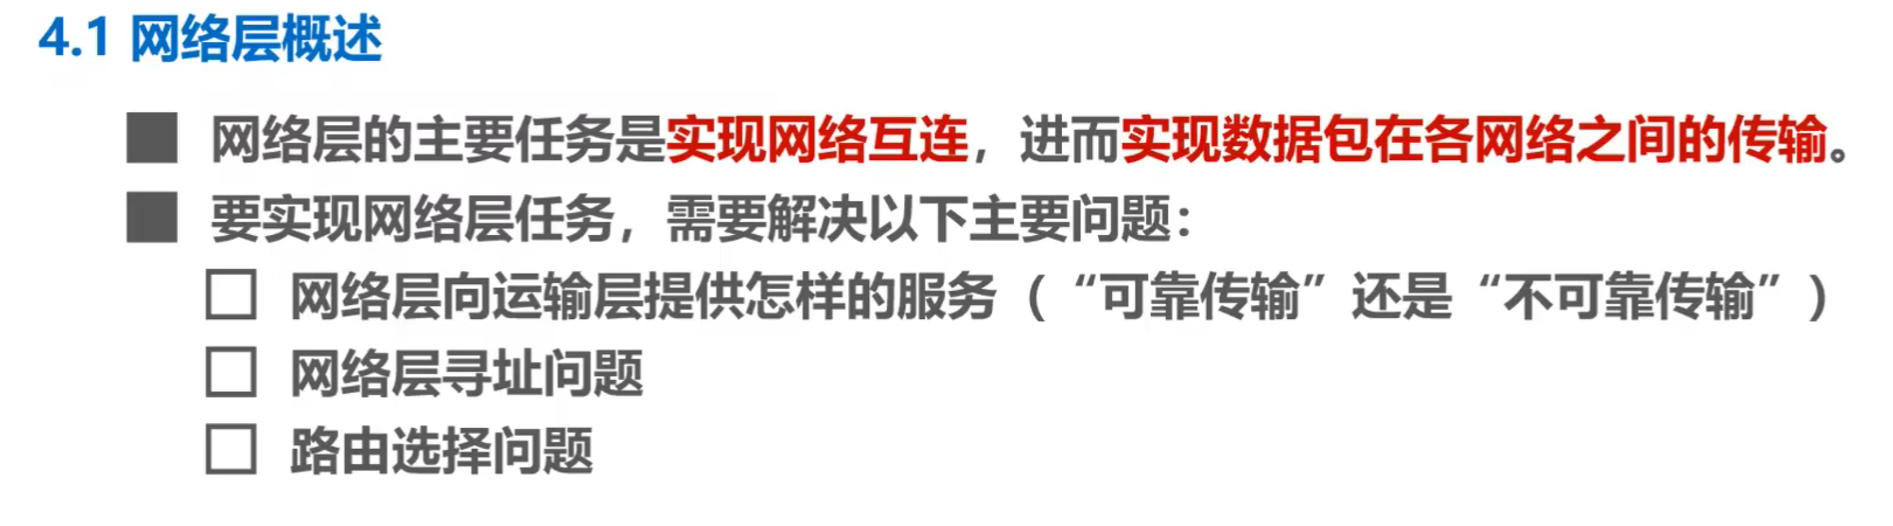 4.1 网络层概述
网络层的主要任务是实现网络互连，进而实现数据包在各网络之间的传输。
要实现网络层任务，需要解决以下主要问题：
网络层向运输层提供怎样的服务（“可靠传输”还是“不可靠传输”）
网络层寻址问题
路由选择问题